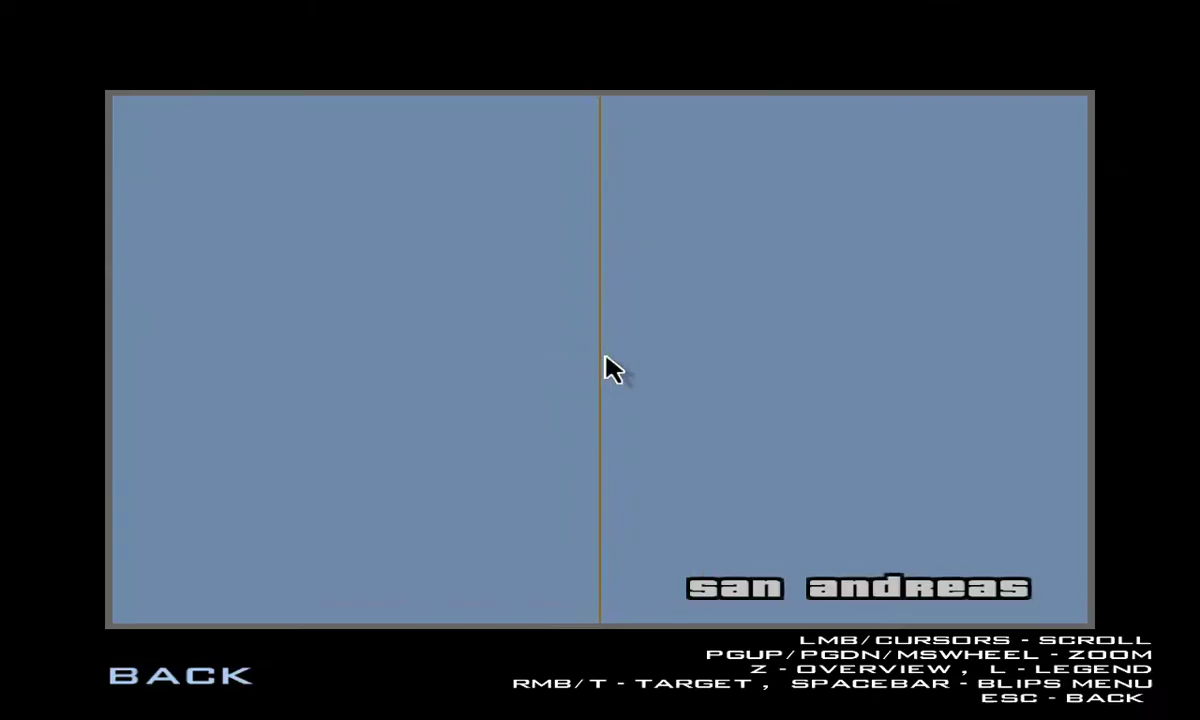 san andreas
LMB/CURSORS - SCROLL
PGUP/PGDN/MSWHEEL - ZOOM
Z - OVERVIEW , L - LEGEND
RMB/T - TARGET , SPACEBAR - BLIPS MENU
ESC - BACK
BACK